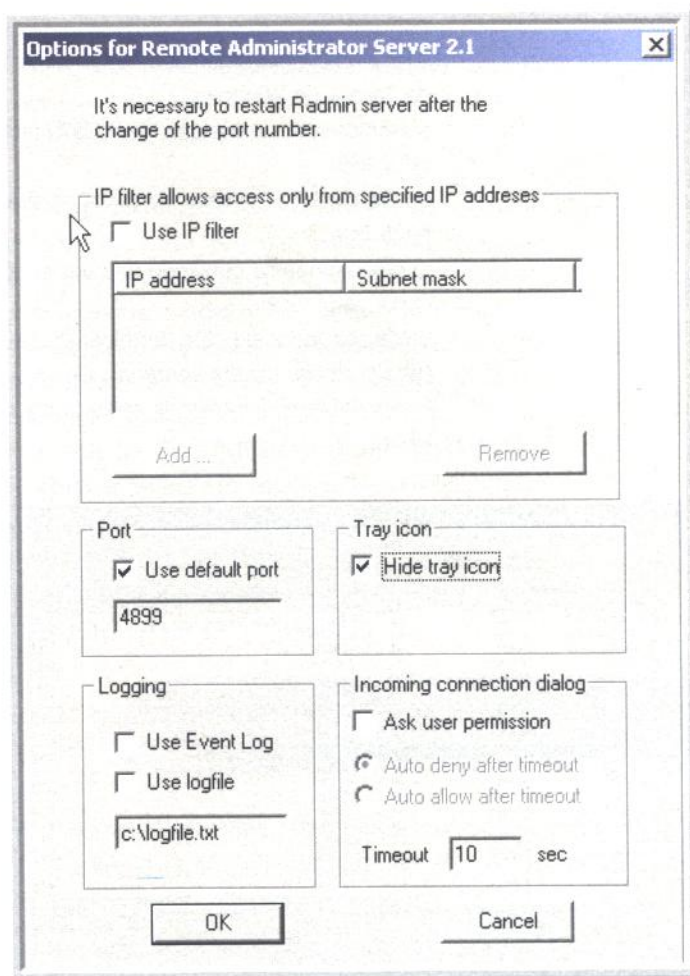 Options for Remote Administrator Server 2.1
It's necessary to restart Radmin server after the
change of the port number.
IP filter allows access only from specified IP addreses
Use IP filter
IP address Subnet mask
Add ... Remove
Port
Use default port
4899
Tray icon
Hide tray icon
Logging
Use Event Log
Use logfile
c:\logfile.txt
Incoming connection dialog
Ask user permission
Auto deny after timeout
Auto allow after timeout
Timeout 10 sec
OK Cancel